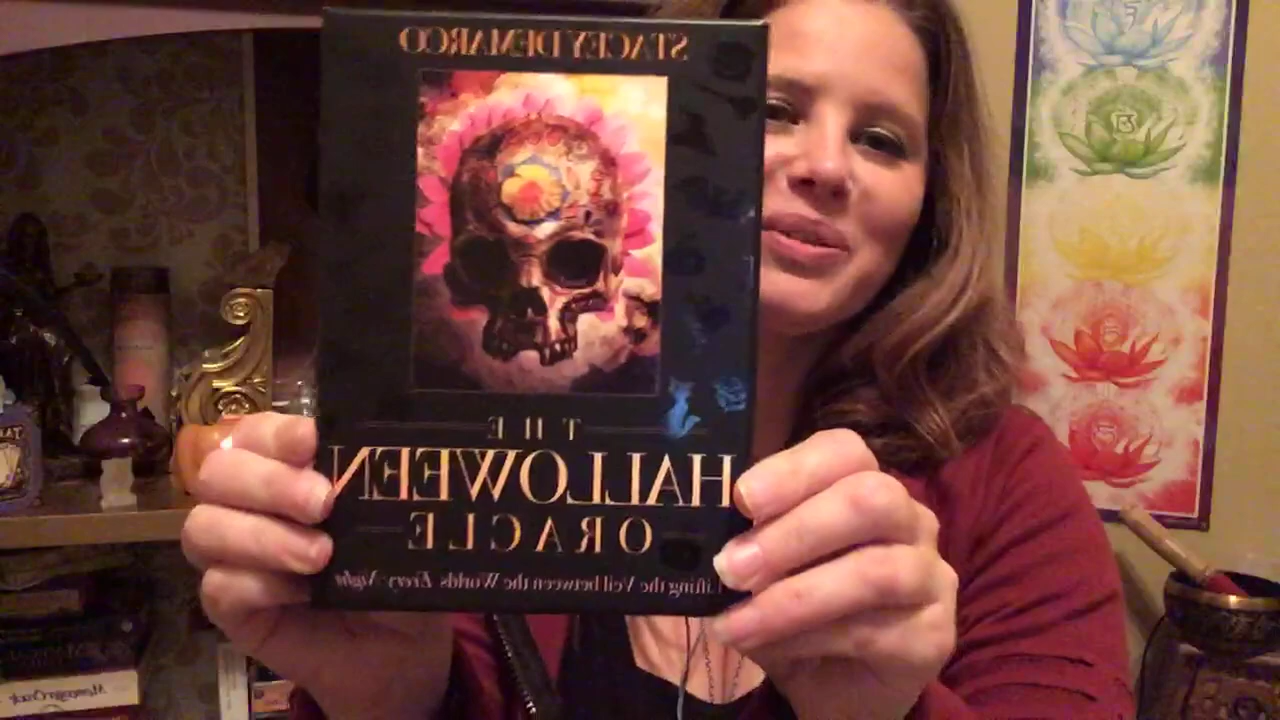 STACEY DEMARCO
THE
HALLOWEEN
ORACLE
Lifting the Veil between the Worlds Every Night